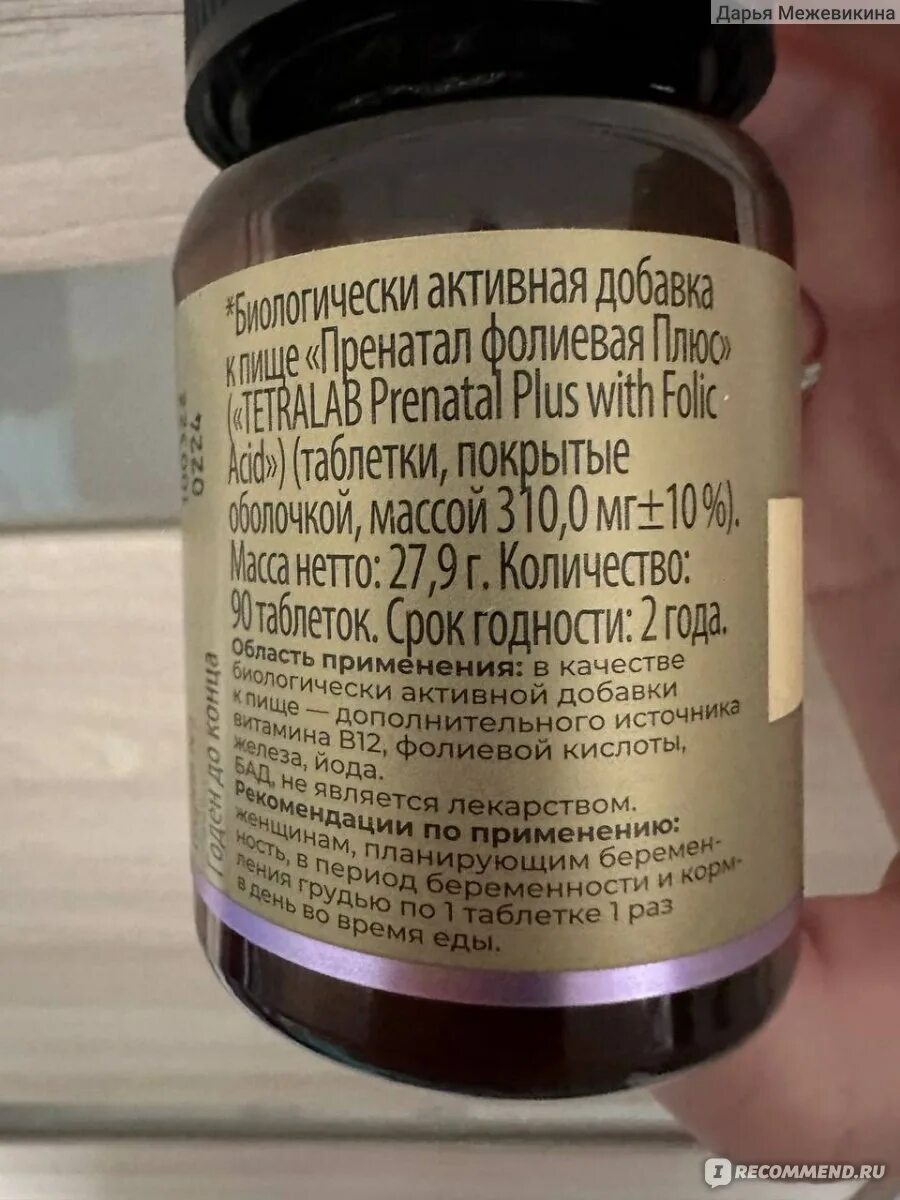 Дарья Межевикина
*Биологически активная добавка
к пище «Пренатал фолиевая Плюс»
(«TETRALAB Prenatal Plus with Folic
Acid») (таблетки, покрытые
оболочкой, массой 310,0 мг±10%).
Масса нетто: 27,9 г. Количество:
90 таблеток. Срок годности: 2 года.
Область применения: в качестве
биологически активной добавки
к пище — дополнительного источника
витамина В12, фолиевой кислоты,
железа, йода.
БАД, не является лекарством.
Рекомендации по применению:
женщинам, планирующим беремен-
ность, в период беременности и корм-
ления грудью по 1 таблетке 1 раз
в день во время еды.
Годен до конца
0224
IRECOMMEND.RU